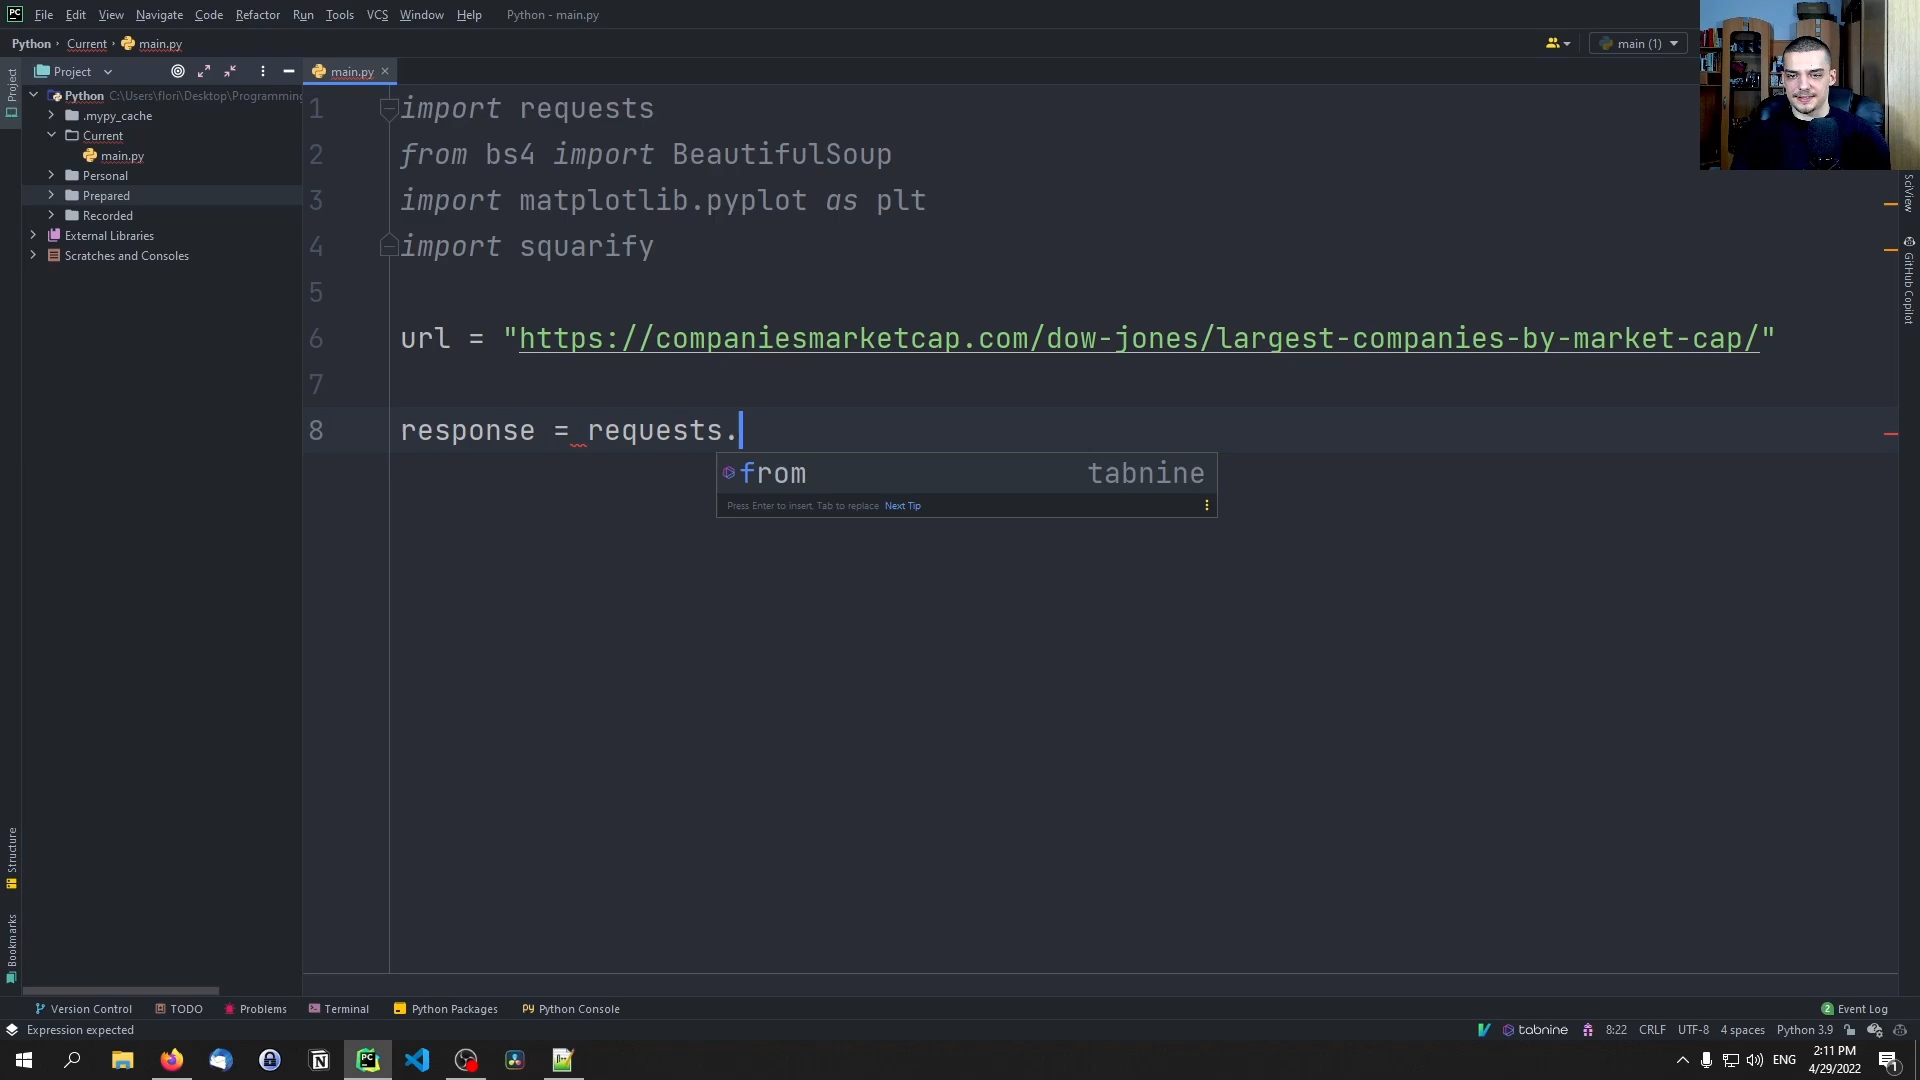 PC File Edit View Navigate Code Refactor Run Tools VCS Window Help Python - main.py
Python Current main.py main (1)
Project
Project
main.py
Python C:\Users\flori\Desktop\Programming
.mypy_cache
Current
main.py
Personal
Prepared
Recorded
External Libraries
Scratches and Consoles
1 import requests
2 from bs4 import BeautifulSoup
3 import matplotlib.pyplot as plt
4 import squarify
5
6 url = "https://companiesmarketcap.com/dow-jones/largest-companies-by-market-cap/"
7
8 response = requests.
from tabnine
Press Enter to insert, Tab to replace Next Tip
SciView
GitHub Copilot
Structure
Bookmarks
Version Control TODO Problems Terminal Python Packages Python Console 2 Event Log
Expression expected tabnine 8:22 CRLF UTF-8 4 spaces Python 3.9
N PC ENG 2:11 PM
4/29/2022 1